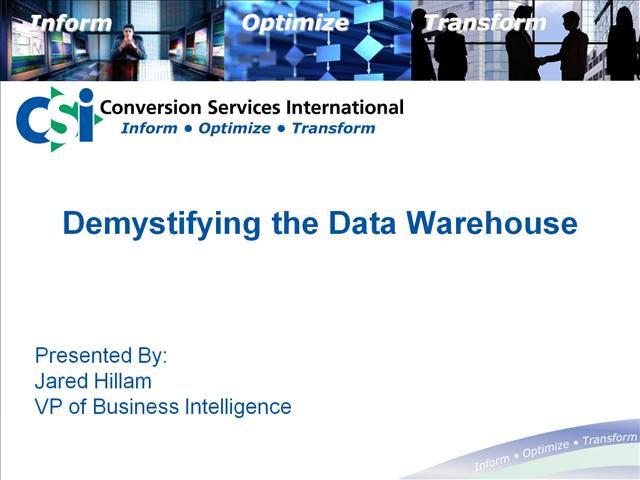 Inform Optimize Transform
CSi Conversion Services International
Inform • Optimize • Transform
Demystifying the Data Warehouse
Presented By:
Jared Hillam
VP of Business Intelligence
Inform • Optimize • Transform